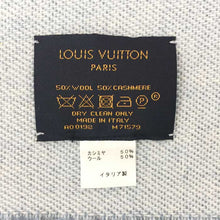 LOUIS VUITTON
PARIS
50% WOOL 50% CASHMERE
DRY CLEAN ONLY
MADE IN ITALY
AO0198 M71579
カシミヤ 50%
ウール 50%
イタリア製